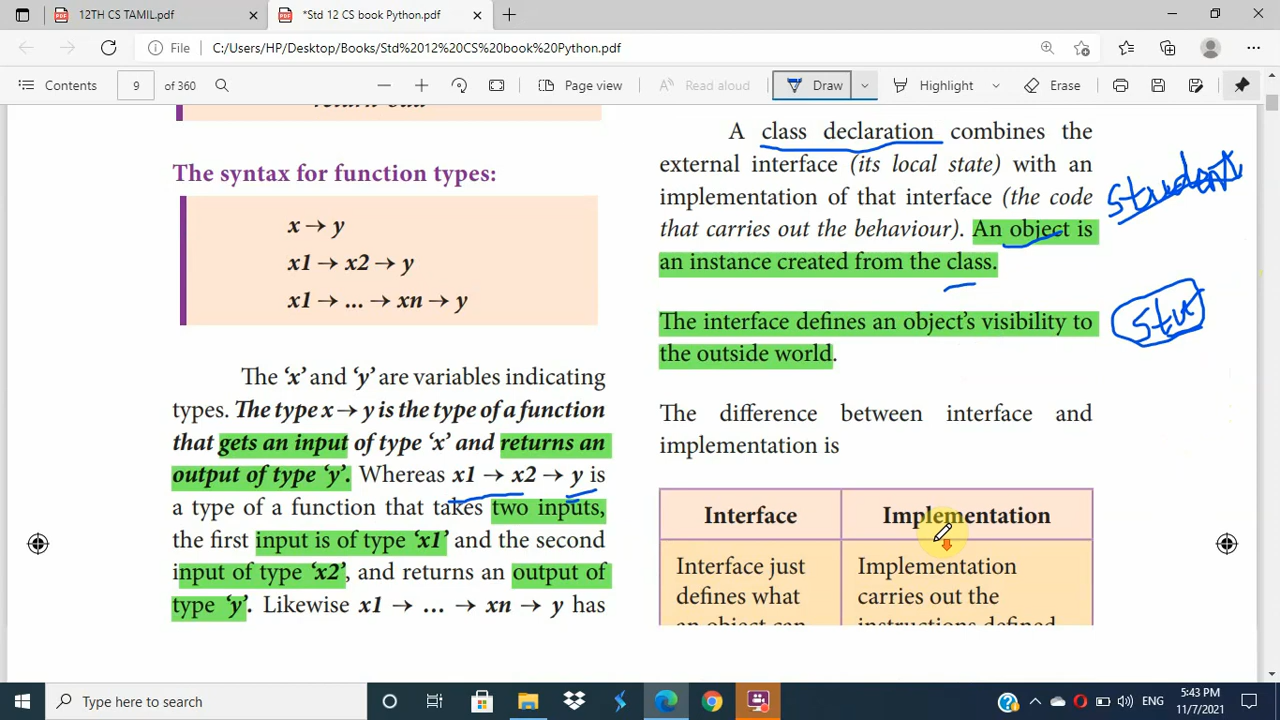 12TH CS TAMIL.pdf
*Std 12 CS book Python.pdf
File C:/Users/HP/Desktop/Books/Std%2012%20CS%20book%20Python.pdf
Contents 9 of 360 Page view Read aloud Draw Highlight Erase
The syntax for function types:
x → y
x1 → x2 → y
x1 → ... → xn → y
The ‘x’ and ‘y’ are variables indicating
types. The type x → y is the type of a function
that gets an input of type ‘x’ and returns an
output of type ‘y’. Whereas x1 → x2 → y is
a type of a function that takes two inputs,
the first input is of type ‘x1’ and the second
input of type ‘x2’, and returns an output of
type ‘y’. Likewise x1 → ... → xn → y has
A class declaration combines the
external interface (its local state) with an
implementation of that interface (the code
that carries out the behaviour). An object is
an instance created from the class.
The interface defines an object’s visibility to
the outside world.
The difference between interface and
implementation is
Interface
Interface just
defines what
an object can
Implementation
Implementation
carries out the
instructions defined
Student
Stu
Type here to search
ENG
5:43 PM
11/7/2021